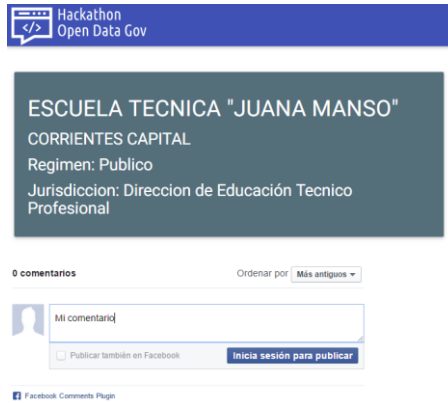 Hackathon
Open Data Gov
ESCUELA TECNICA "JUANA MANSO"
CORRIENTES CAPITAL
Regimen: Publico
Jurisdiccion: Direccion de Educación Tecnico
Profesional
0 comentarios
Ordenar por Más antiguos
Mi comentario
Publicar también en Facebook
Inicia sesión para publicar
Facebook Comments Plugin